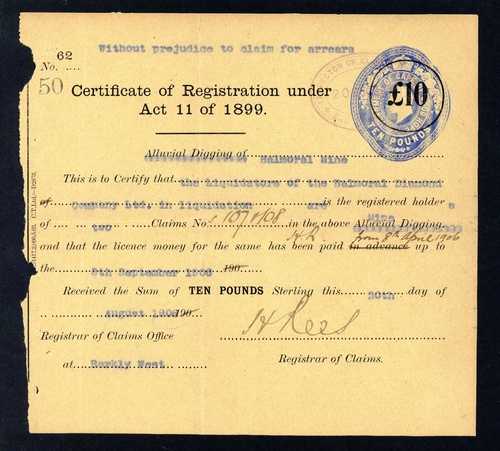 Without prejudice to claim for arrears
62
No. ....
50
Certificate of Registration under
Act 11 of 1899.
£10
TEN POUNDS
Alluvial Digging of Balmoral Mine
This is to Certify that the Liquidators of the Balmoral Diamond
of Company Ltd. in liquidation are is the registered holder s
of two Claims No. s 107 & 108 in the above Alluvial Digging, Mine
and that the licence money for the same has been paid in advance up to
H.R. from 8th April 1906
the 8th September 1906 190
Received the Sum of TEN POUNDS Sterling this 20th day of
August 1906 190
H Rees
Registrar of Claims Office
Registrar of Claims.
at Barkly West